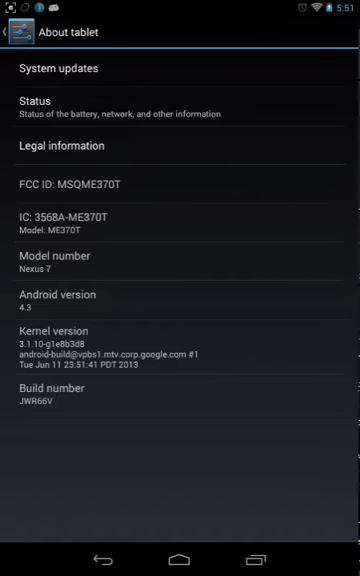 5:51
About tablet
System updates
Status
Status of the battery, network, and other information
Legal information
FCC ID: MSQME370T
IC: 3568A-ME370T
Model: ME370T
Model number
Nexus 7
Android version
4.3
Kernel version
3.1.10-g1e8b3d8
android-build@vpbs1.mtv.corp.google.com #1
Tue Jun 11 23:51:41 PDT 2013
Build number
JWR66V